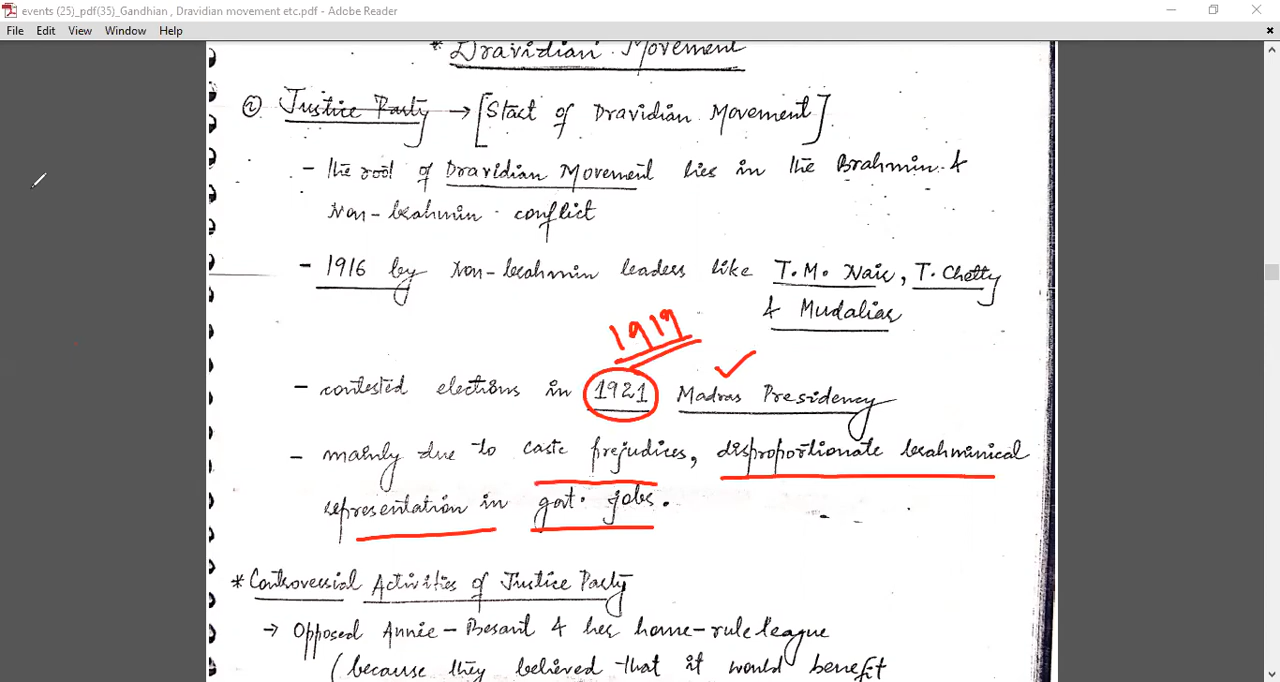 events (25)_pdf(35)_Gandhian , Dravidian movement etc.pdf - Adobe Reader
File Edit View Window Help
* Dravidian Movement
② Justice Party → [Start of Dravidian Movement]
- the root of Dravidian Movement lies in the Brahmin &
Non-brahmin conflict
- 1916 by Non-brahmin leaders like T.M. Nair, T. Chetty
& Mudaliar
1919
- contested elections in 1921 Madras Presidency
- mainly due to caste prejudices, disproportionate brahminical
representation in govt. jobs.
* Controversial Activities of Justice Party
→ Opposed Annie-Besant & her home-rule league
(because they believed that it would benefit